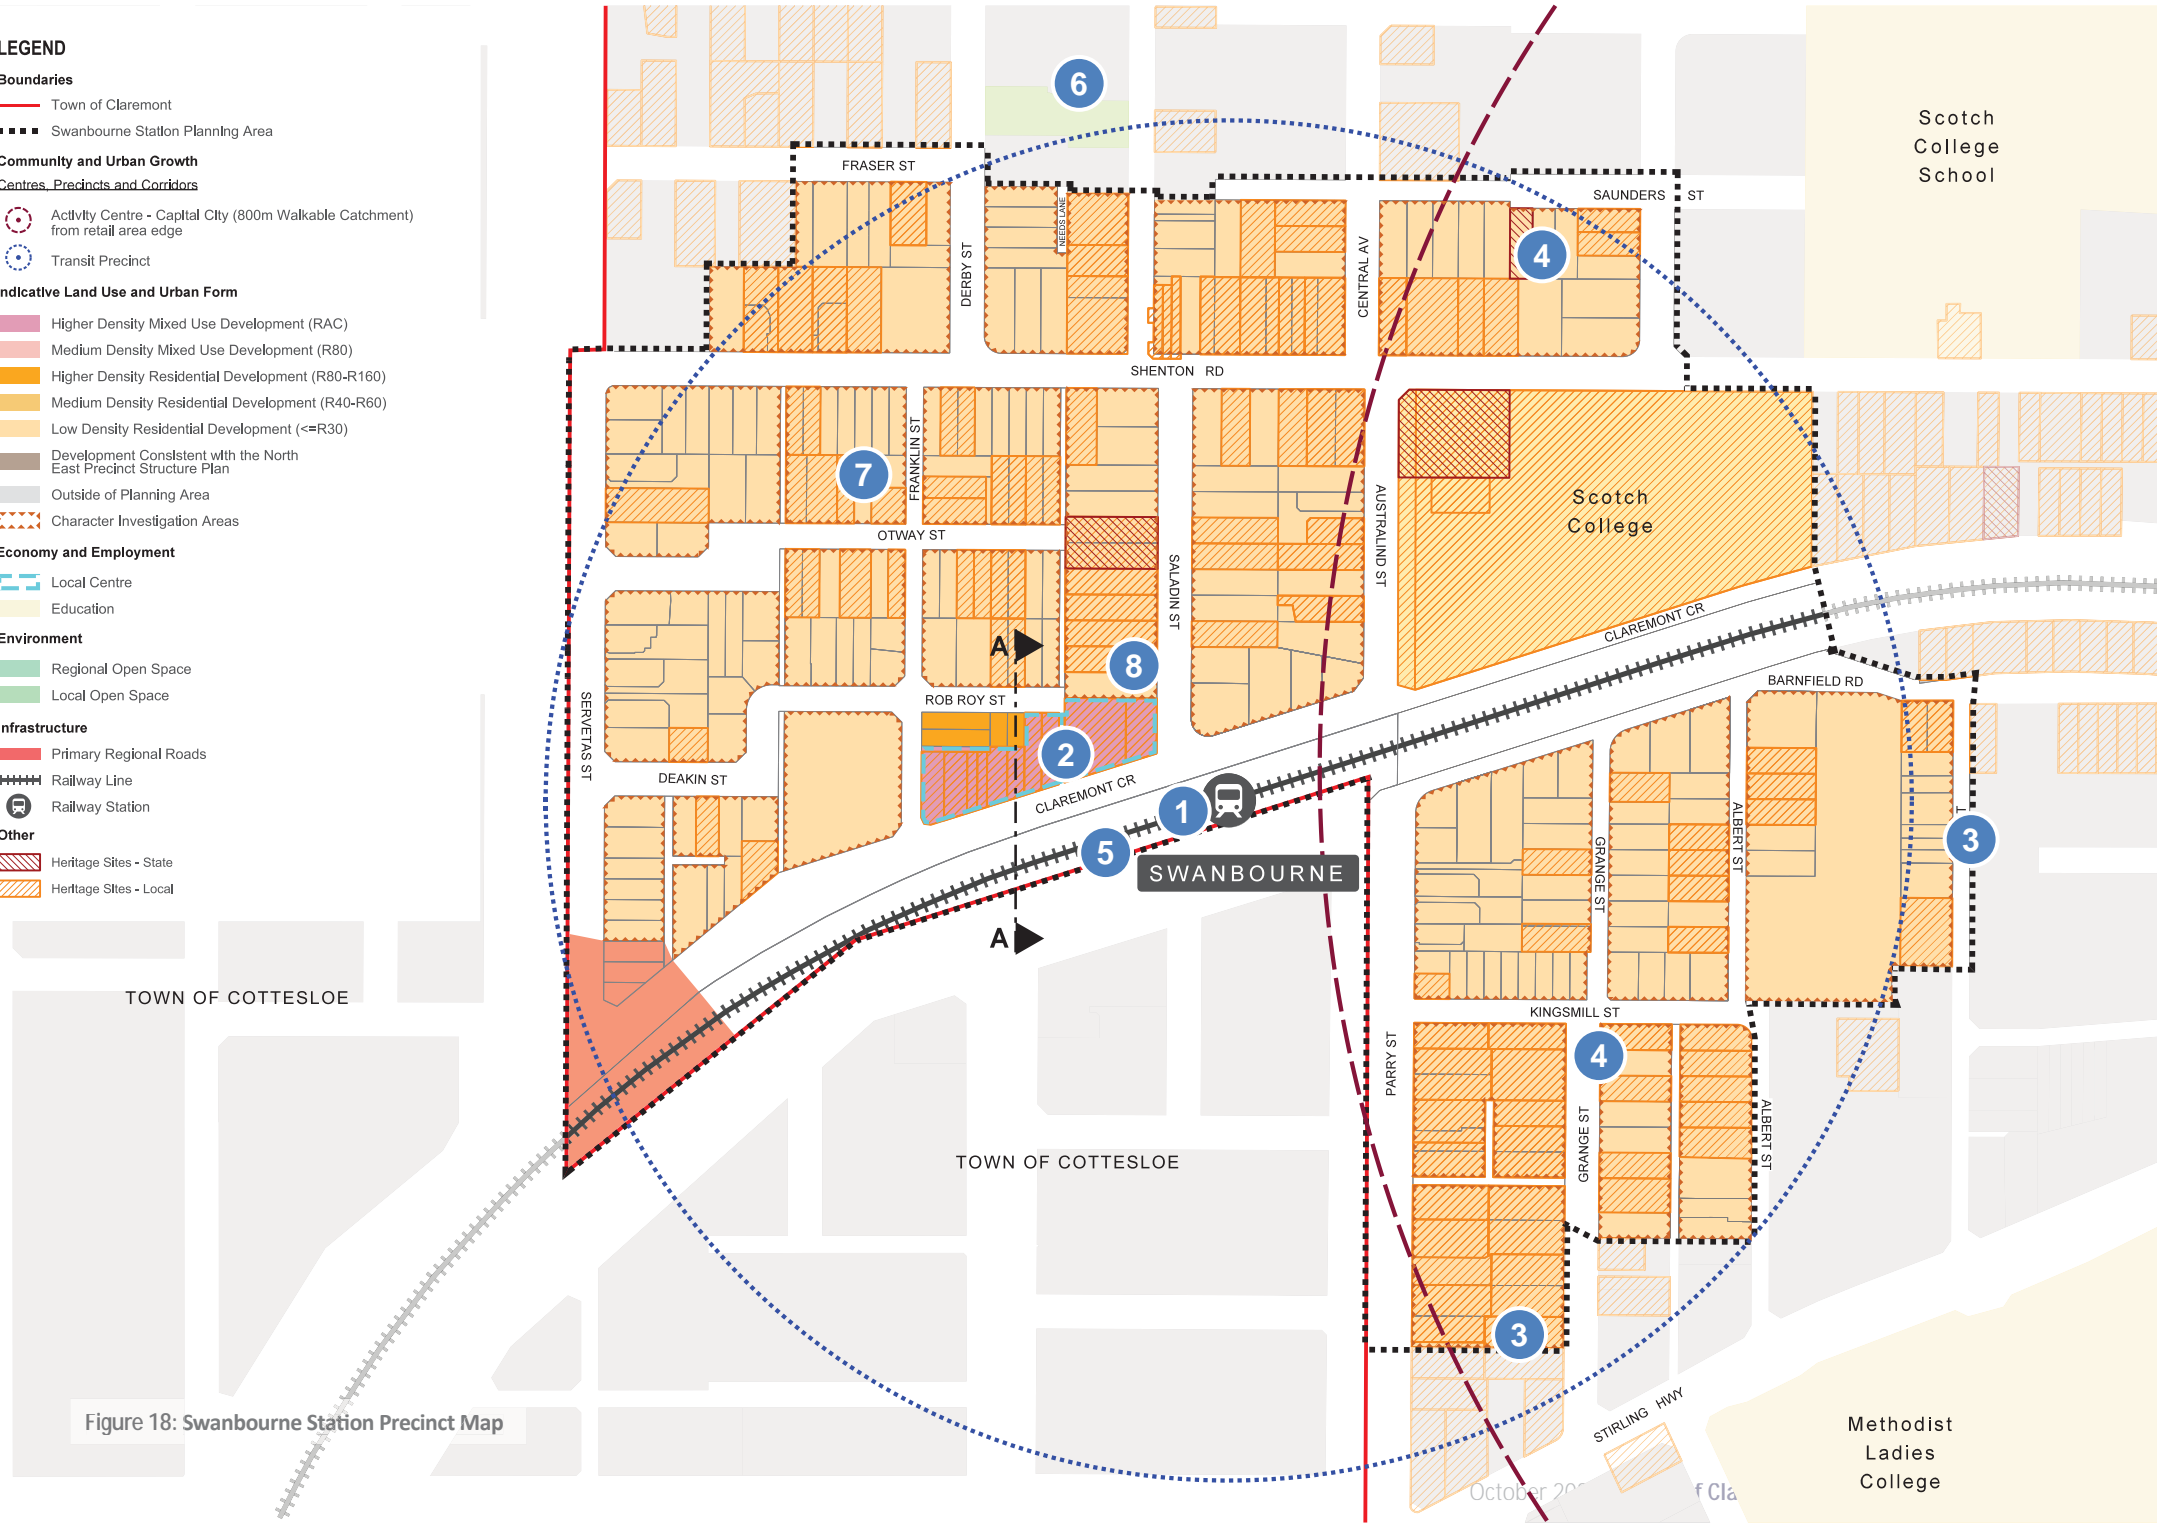 LEGEND
Boundaries
Town of Claremont
Swanbourne Station Planning Area
Community and Urban Growth
Centres, Precincts and Corridors
Activity Centre - Capital City (800m Walkable Catchment)
from retail area edge
Transit Precinct
Indicative Land Use and Urban Form
Higher Density Mixed Use Development (RAC)
Medium Density Mixed Use Development (R80)
Higher Density Residential Development (R80-R160)
Medium Density Residential Development (R40-R60)
Low Density Residential Development (<=R30)
Development Consistent with the North
East Precinct Structure Plan
Outside of Planning Area
Character Investigation Areas
Economy and Employment
Local Centre
Education
Environment
Regional Open Space
Local Open Space
Infrastructure
Primary Regional Roads
Railway Line
Railway Station
Other
Heritage Sites - State
Heritage Sites - Local
6
Scotch
College
School
FRASER ST
SAUNDERS ST
NEEDS LANE
DERBY ST
CENTRAL AV
4
SHENTON RD
FRANKLIN ST
7
AUSTRALIND ST
Scotch
College
OTWAY ST
SALADIN ST
CLAREMONT CR
A
8
BARNFIELD RD
ROB ROY ST
SERVETAS ST
2
DEAKIN ST
CLAREMONT CR
1
5
SWANBOURNE
GRANGE ST
ALBERT ST
3
A
TOWN OF COTTESLOE
KINGSMILL ST
4
PARRY ST
GRANGE ST
ALBERT ST
TOWN OF COTTESLOE
3
STIRLING HWY
Methodist
Ladies
College
Figure 18: Swanbourne Station Precinct Map
October